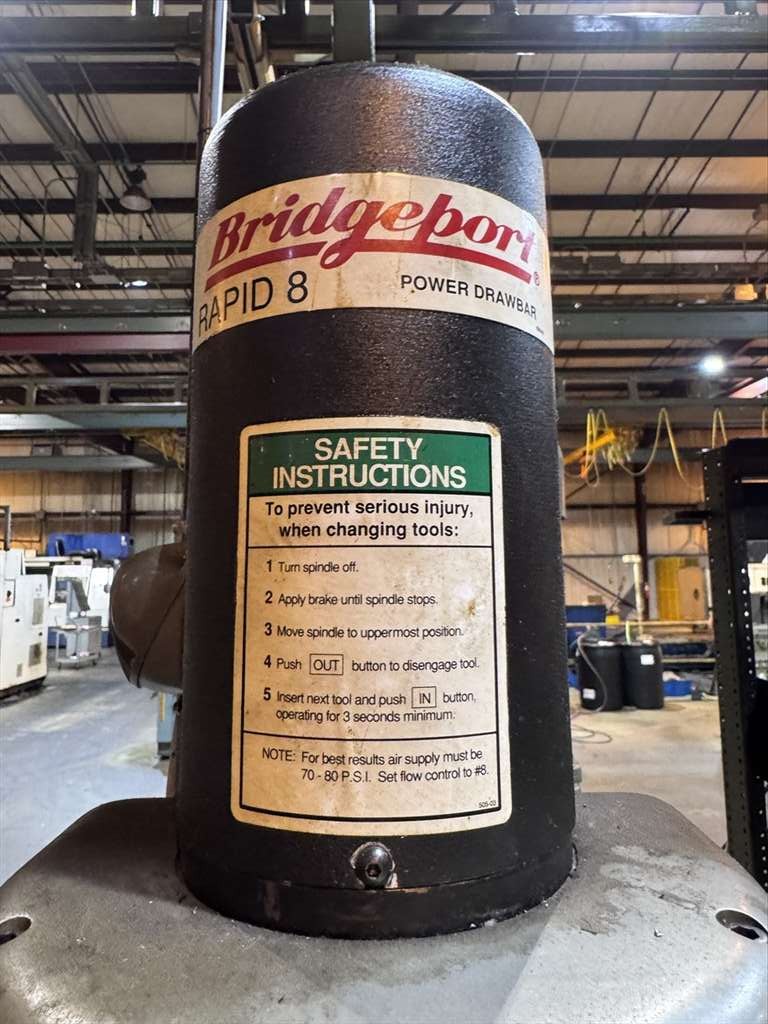 Bridgeport®
RAPID 8 POWER DRAWBAR
SAFETY
INSTRUCTIONS
To prevent serious injury,
when changing tools:
1 Turn spindle off.
2 Apply brake until spindle stops.
3 Move spindle to uppermost position.
4 Push OUT button to disengage tool.
5 Insert next tool and push IN button,
operating for 3 seconds minimum.
NOTE: For best results air supply must be
70 - 80 P.S.I. Set flow control to #8.